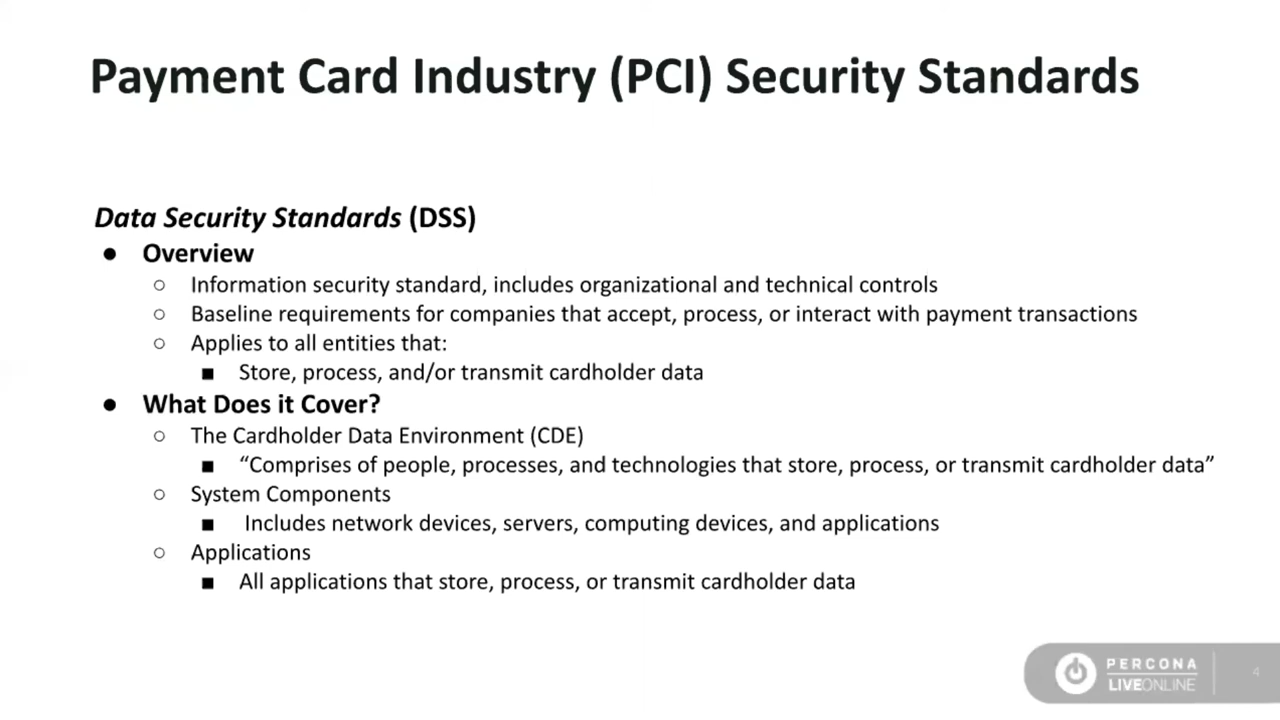 Payment Card Industry (PCI) Security Standards
Data Security Standards (DSS)
● Overview
○ Information security standard, includes organizational and technical controls
○ Baseline requirements for companies that accept, process, or interact with payment transactions
○ Applies to all entities that:
■ Store, process, and/or transmit cardholder data
● What Does it Cover?
○ The Cardholder Data Environment (CDE)
■ “Comprises of people, processes, and technologies that store, process, or transmit cardholder data”
○ System Components
■ Includes network devices, servers, computing devices, and applications
○ Applications
■ All applications that store, process, or transmit cardholder data
PERCONA
LIVEONLINE
4